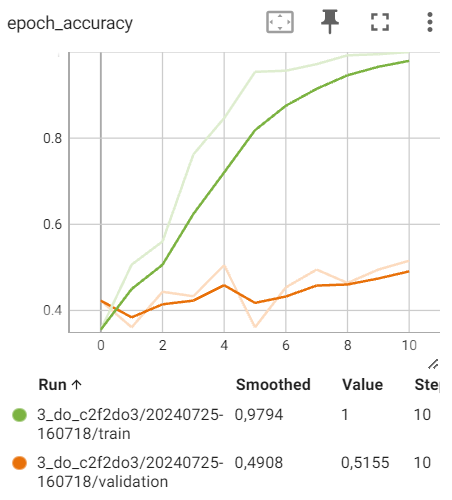 epoch_accuracy
0.8
0.6
0.4
0 2 4 6 8 10
Run ↑ Smoothed Value Step
3_do_c2f2do3/20240725- 0,9794 1 10
160718/train
3_do_c2f2do3/20240725- 0,4908 0,5155 10
160718/validation